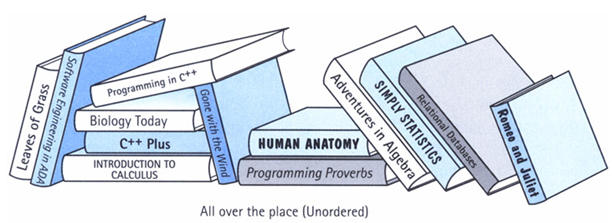 Leaves of Grass
Software Engineering in ADA
Programming in C++
Biology Today
C++ Plus
INTRODUCTION TO
CALCULUS
Gone with the Wind
HUMAN ANATOMY
Programming Proverbs
Adventures in Algebra
SIMPLY STATISTICS
Relational Databases
Romeo and Juliet
All over the place (Unordered)